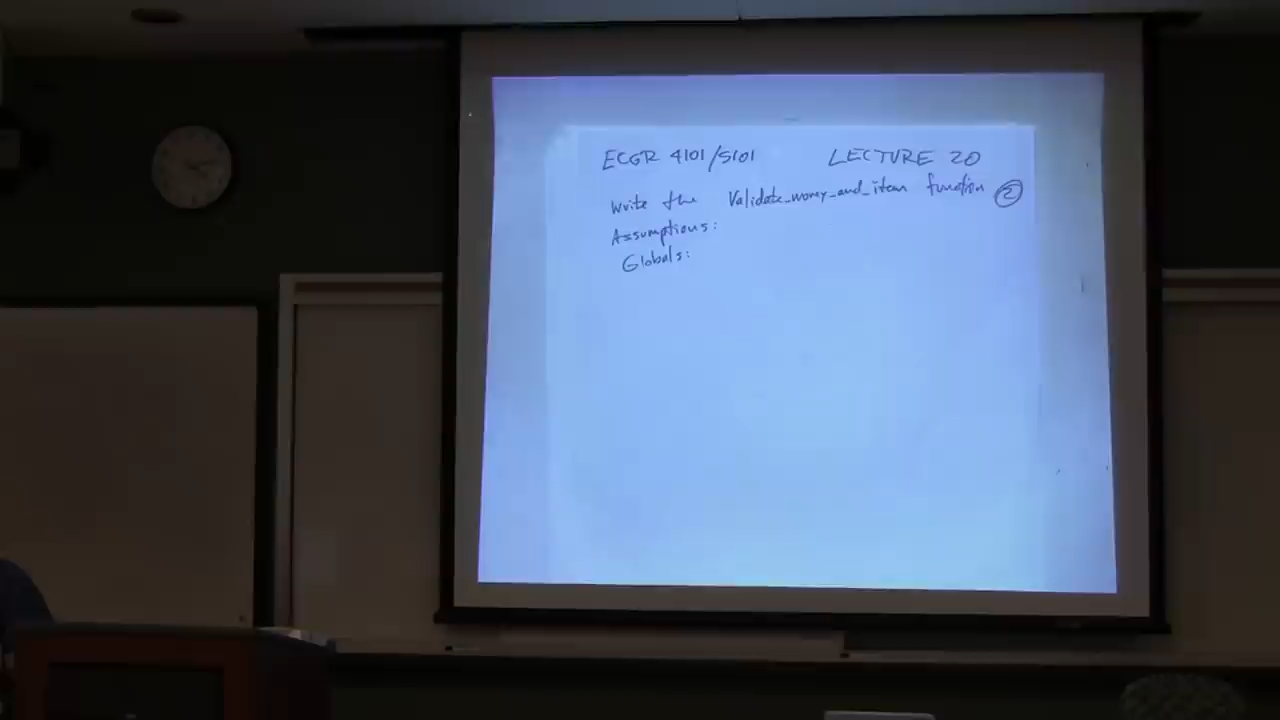 ECGR 4101/5101 LECTURE 20
Write the Validate_money_and_item function 2
Assumptions:
Globals: